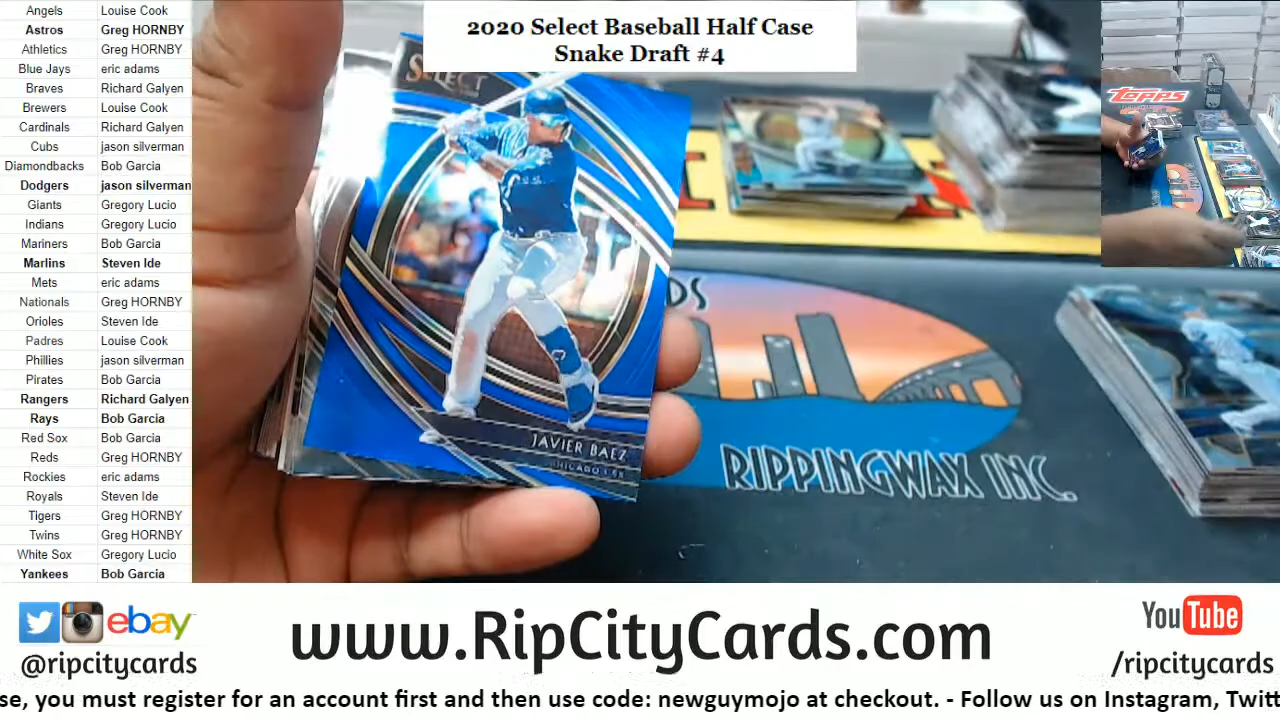 2020 Select Baseball Half Case
Snake Draft #4
Angels Louise Cook
Astros Greg HORNBY
Athletics Greg HORNBY
Blue Jays eric adams
Braves Richard Galyen
Brewers Louise Cook
Cardinals Richard Galyen
Cubs jason silverman
Diamondbacks Bob Garcia
Dodgers jason silverman
Giants Gregory Lucio
Indians Gregory Lucio
Mariners Bob Garcia
Marlins Steven Ide
Mets eric adams
Nationals Greg HORNBY
Orioles Steven Ide
Padres Louise Cook
Phillies jason silverman
Pirates Bob Garcia
Rangers Richard Galyen
Rays Bob Garcia
Red Sox Bob Garcia
Reds Greg HORNBY
Rockies eric adams
Royals Steven Ide
Tigers Greg HORNBY
Twins Greg HORNBY
White Sox Gregory Lucio
Yankees Bob Garcia
SELECT
JAVIER BAEZ
DS
RIPPINGWAX INC.
TOPPS
ebay
@ripcitycards
www.RipCityCards.com
YouTube
/ripcitycards
se, you must register for an account first and then use code: newguymojo at checkout. - Follow us on Instagram, Twitt